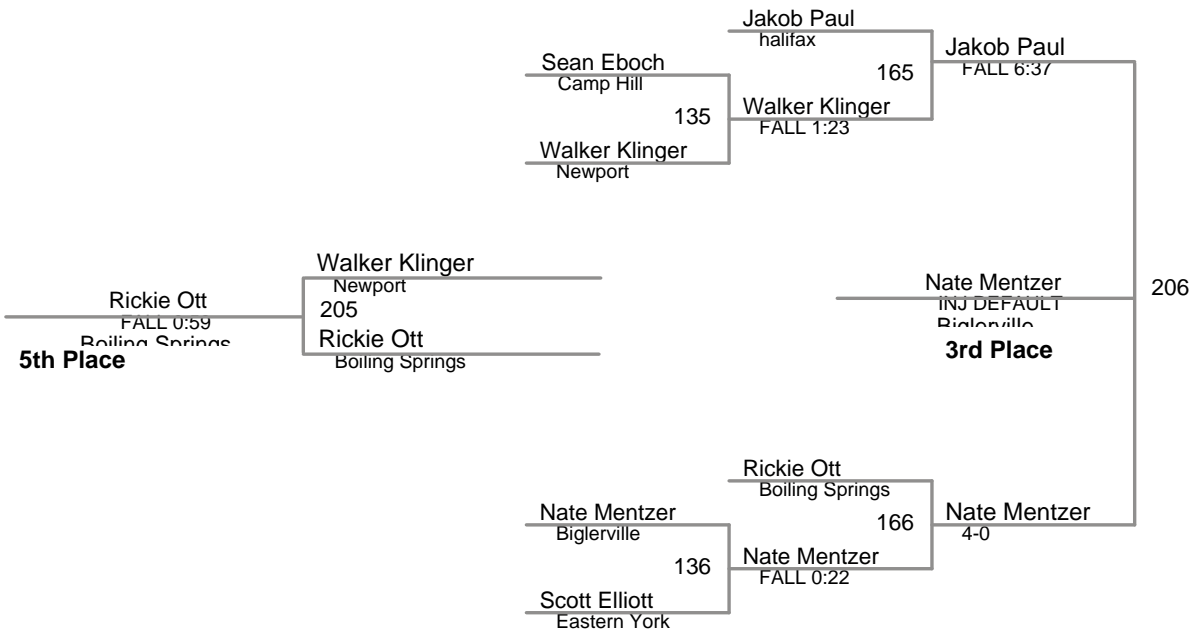 Jakob Paul
halifax
Jakob Paul
FALL 6:37
Sean Eboch
Camp Hill
165
135
Walker Klinger
FALL 1:23
Walker Klinger
Newport
Walker Klinger
Newport
Rickie Ott
FALL 0:59
Boiling Springs
5th Place
205
Rickie Ott
Boiling Springs
Nate Mentzer
INJ DEFAULT
Biglerville
3rd Place
206
Rickie Ott
Boiling Springs
Nate Mentzer
Biglerville
166
Nate Mentzer
4-0
136
Nate Mentzer
FALL 0:22
Scott Elliott
Eastern York